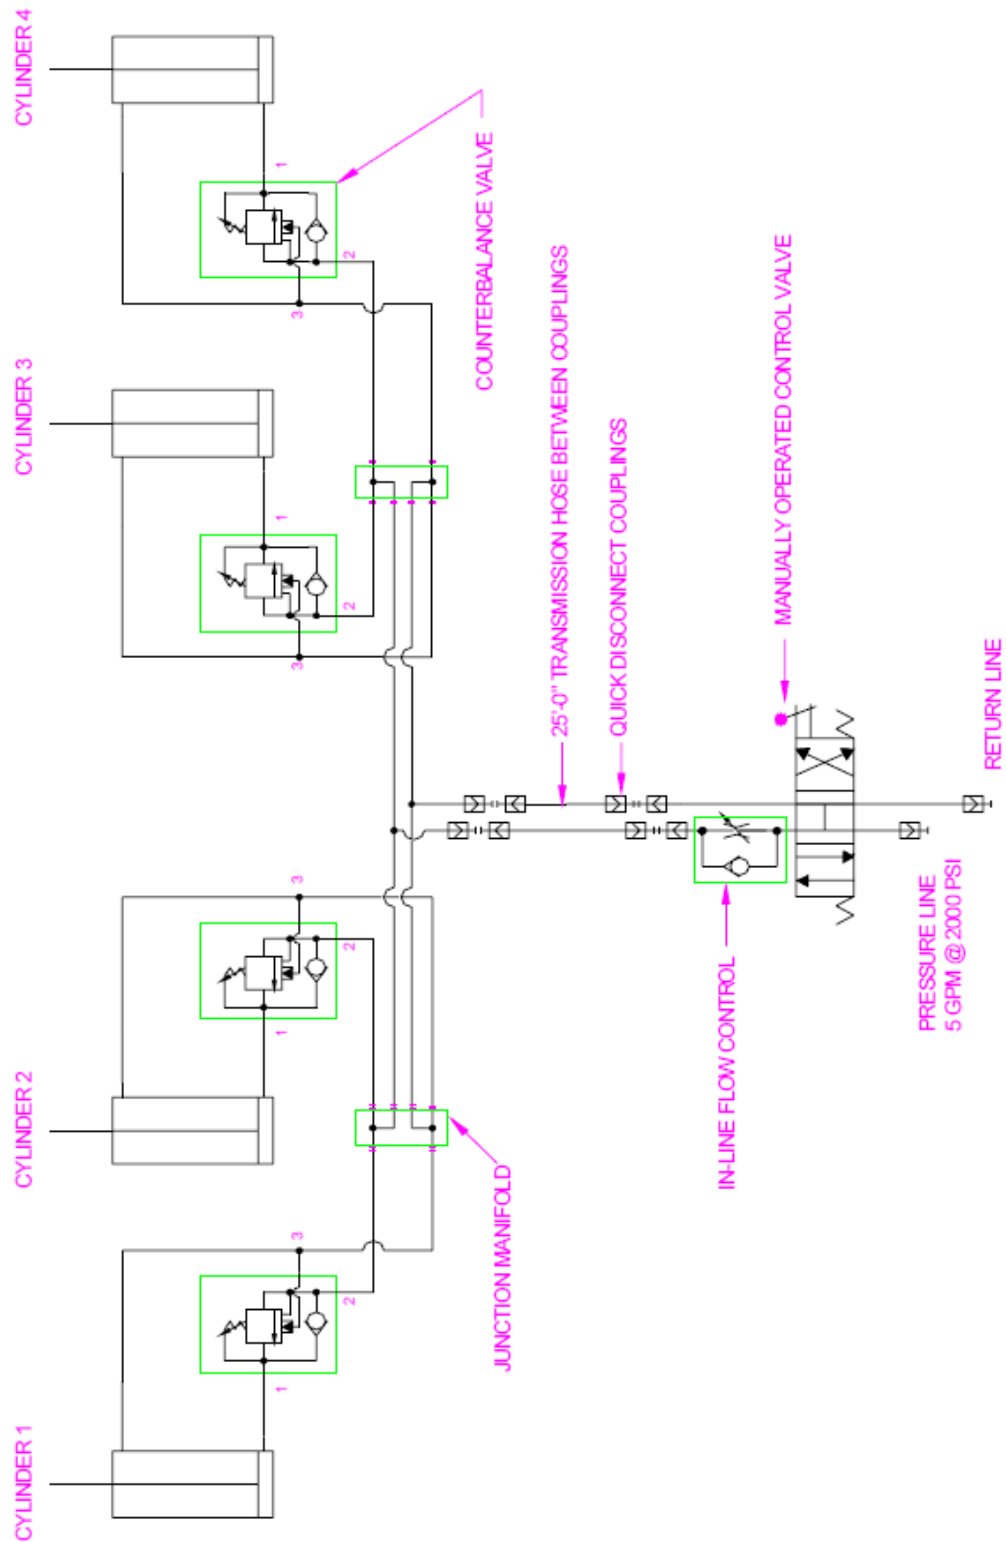 CYLINDER 1
CYLINDER 2
CYLINDER 3
CYLINDER 4
1
2
3
1
2
3
1
2
3
1
2
3
COUNTERBALANCE VALVE
JUNCTION MANIFOLD
25'-0" TRANSMISSION HOSE BETWEEN COUPLINGS
QUICK DISCONNECT COUPLINGS
IN-LINE FLOW CONTROL
MANUALLY OPERATED CONTROL VALVE
PRESSURE LINE
5 GPM @ 2000 PSI
RETURN LINE